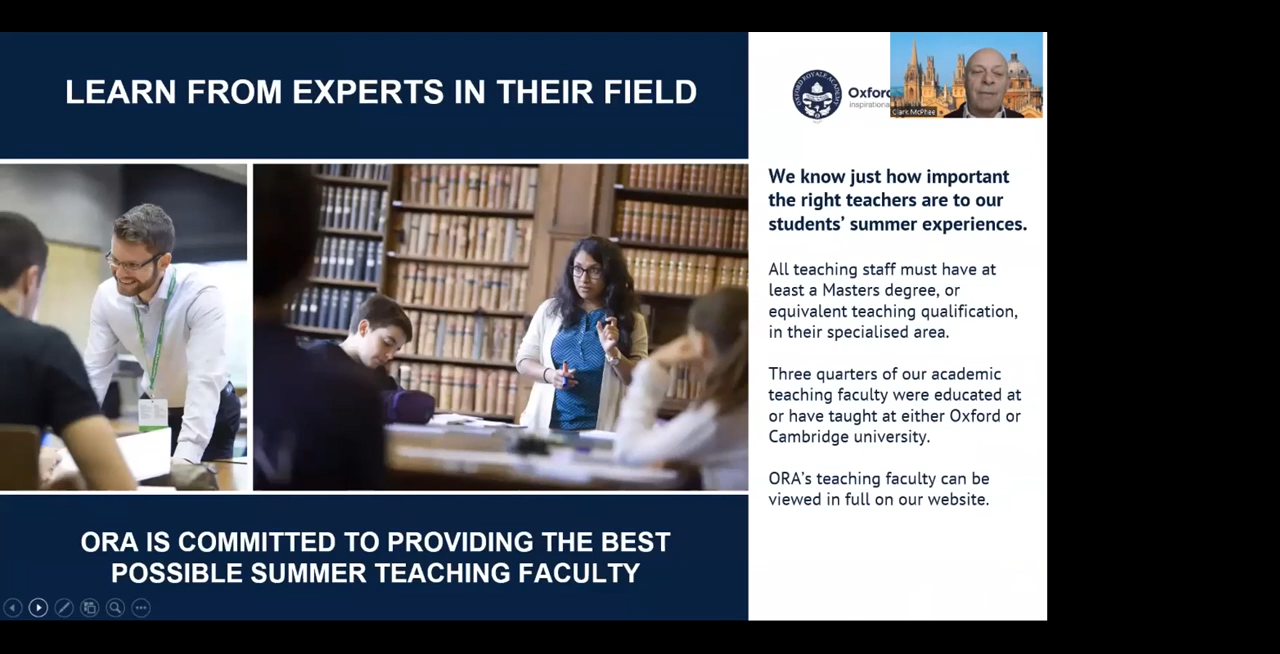 LEARN FROM EXPERTS IN THEIR FIELD
OXFORD ROYALE ACADEMY
Oxford
inspirational
Clark McPhee
We know just how important
the right teachers are to our
students’ summer experiences.
All teaching staff must have at
least a Masters degree, or
equivalent teaching qualification,
in their specialised area.
Three quarters of our academic
teaching faculty were educated at
or have taught at either Oxford or
Cambridge university.
ORA’s teaching faculty can be
viewed in full on our website.
ORA IS COMMITTED TO PROVIDING THE BEST
POSSIBLE SUMMER TEACHING FACULTY